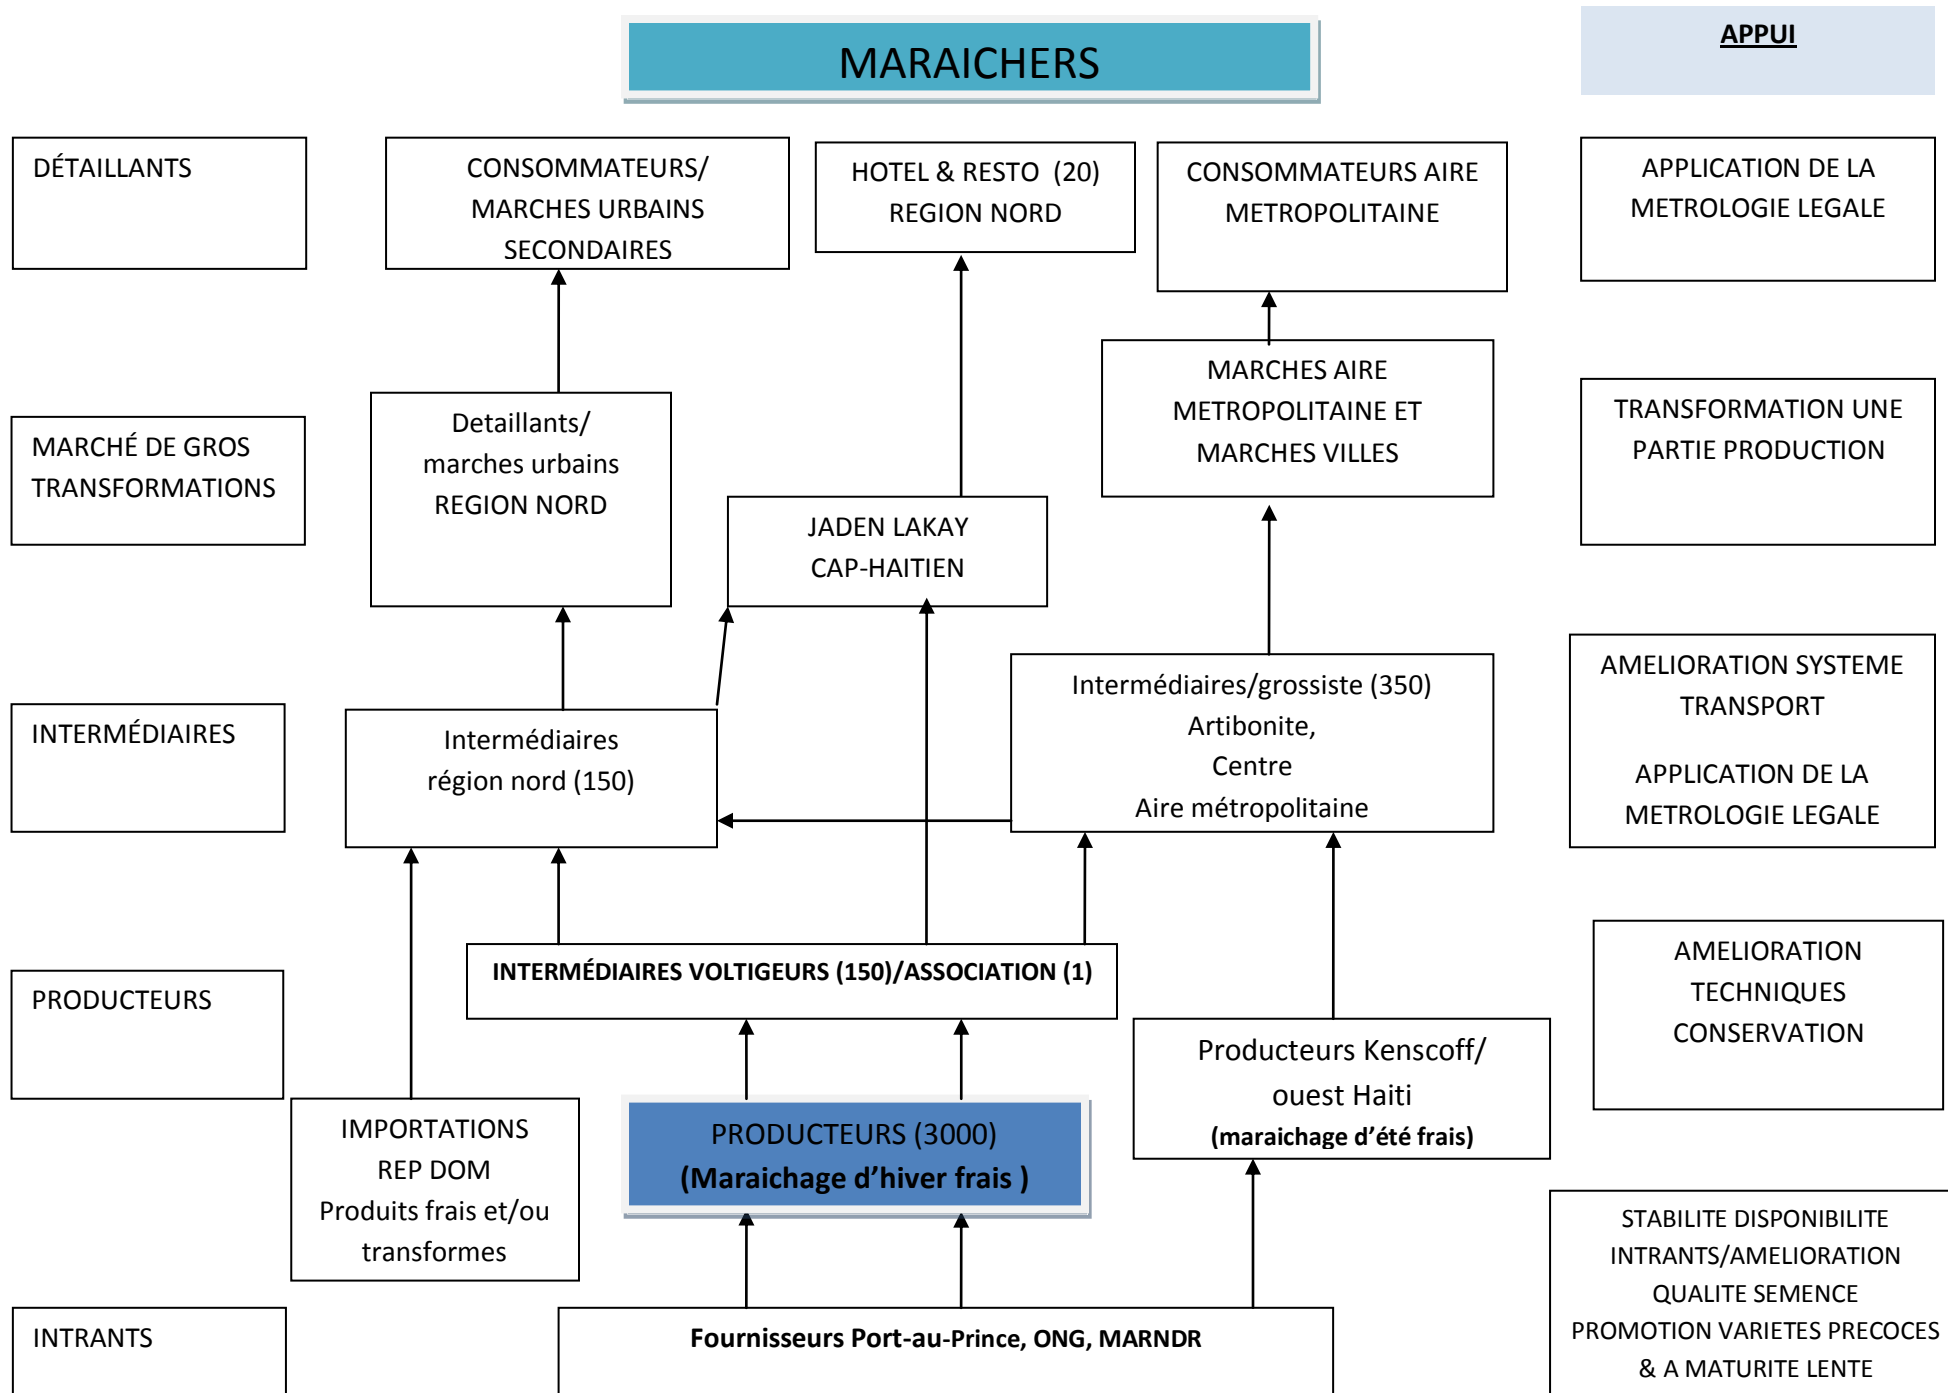 MARAICHERS
APPUI
DÉTAILLANTS
CONSOMMATEURS/
MARCHES URBAINS
SECONDAIRES
HOTEL & RESTO (20)
REGION NORD
CONSOMMATEURS AIRE
METROPOLITAINE
APPLICATION DE LA
METROLOGIE LEGALE
MARCHÉ DE GROS
TRANSFORMATIONS
Detaillants/
marches urbains
REGION NORD
JADEN LAKAY
CAP-HAITIEN
MARCHES AIRE
METROPOLITAINE ET
MARCHES VILLES
TRANSFORMATION UNE
PARTIE PRODUCTION
INTERMÉDIAIRES
Intermédiaires
région nord (150)
Intermédiaires/grossiste (350)
Artibonite,
Centre
Aire métropolitaine
AMELIORATION SYSTEME
TRANSPORT
APPLICATION DE LA
METROLOGIE LEGALE
PRODUCTEURS
INTERMÉDIAIRES VOLTIGEURS (150)/ASSOCIATION (1)
AMELIORATION
TECHNIQUES
CONSERVATION
IMPORTATIONS
REP DOM
Produits frais et/ou
transformes
PRODUCTEURS (3000)
(Maraichage d’hiver frais )
Producteurs Kenscoff/
ouest Haiti
(maraichage d’été frais)
INTRANTS
Fournisseurs Port-au-Prince, ONG, MARNDR
STABILITE DISPONIBILITE
INTRANTS/AMELIORATION
QUALITE SEMENCE
PROMOTION VARIETES PRECOCES
& A MATURITE LENTE